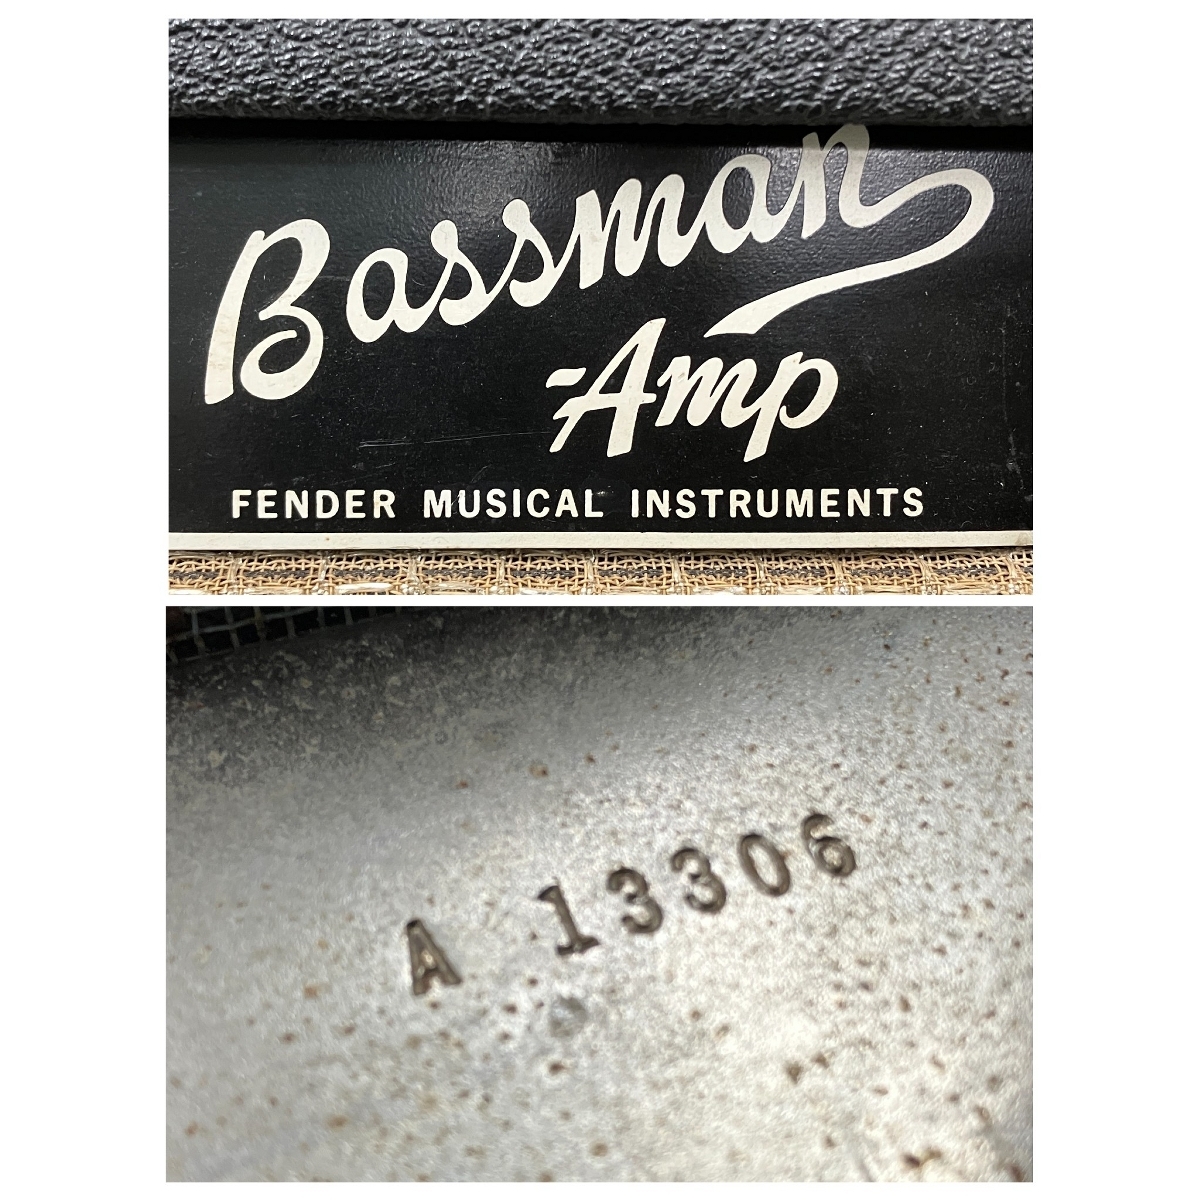 Bassman
-Amp
FENDER MUSICAL INSTRUMENTS
A 13306